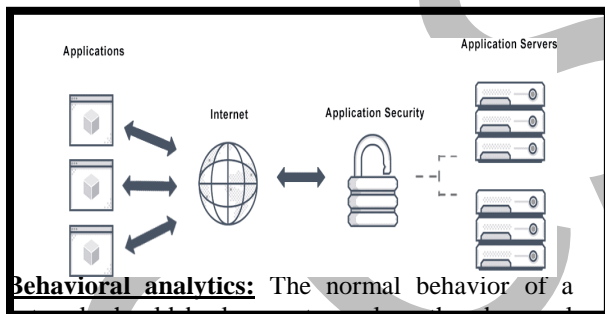 Application Servers
Applications
Internet
Application Security
Behavioral analytics: The normal behavior of a